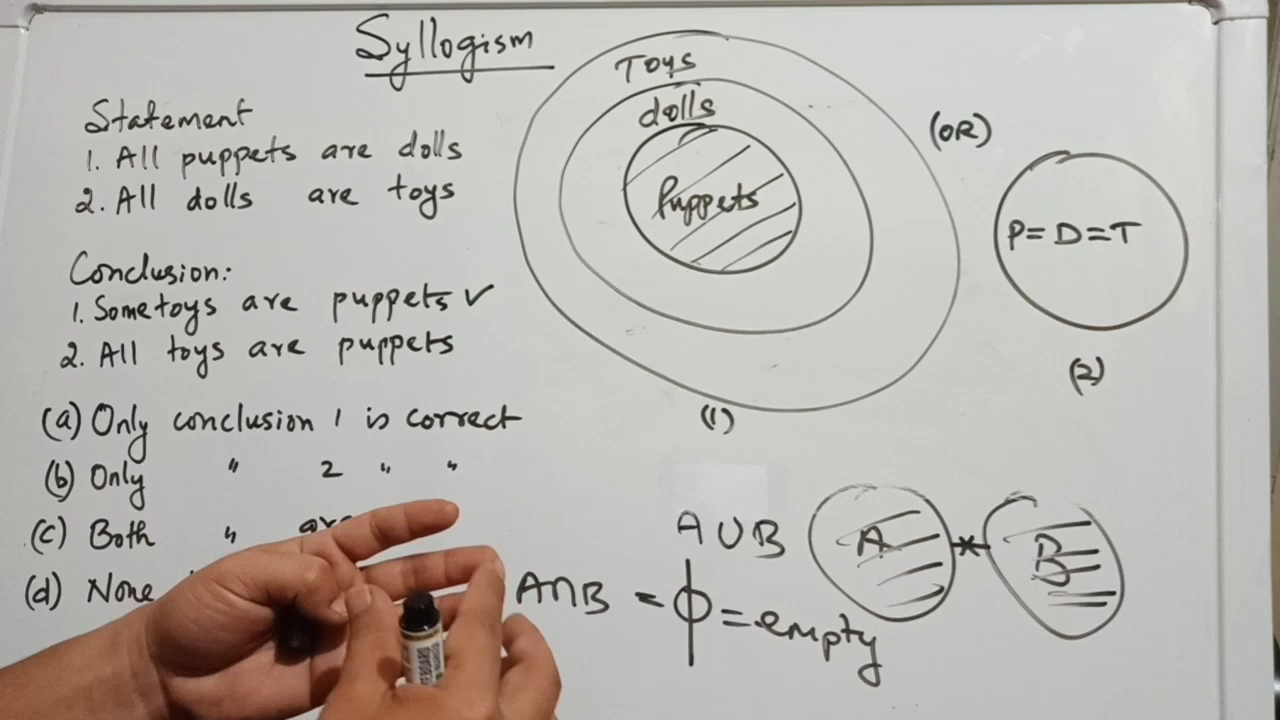 Syllogism
Statement
1. All puppets are dolls
2. All dolls are toys
Conclusion:
1. Some toys are puppets ✓
2. All toys are puppets
(a) Only conclusion 1 is correct
(b) Only " 2 " "
(c) Both " are
(d) None
Toys
dolls
Puppets
(1)
(OR)
P = D = T
(2)
A ∪ B
A
B
A∩B = ϕ = empty